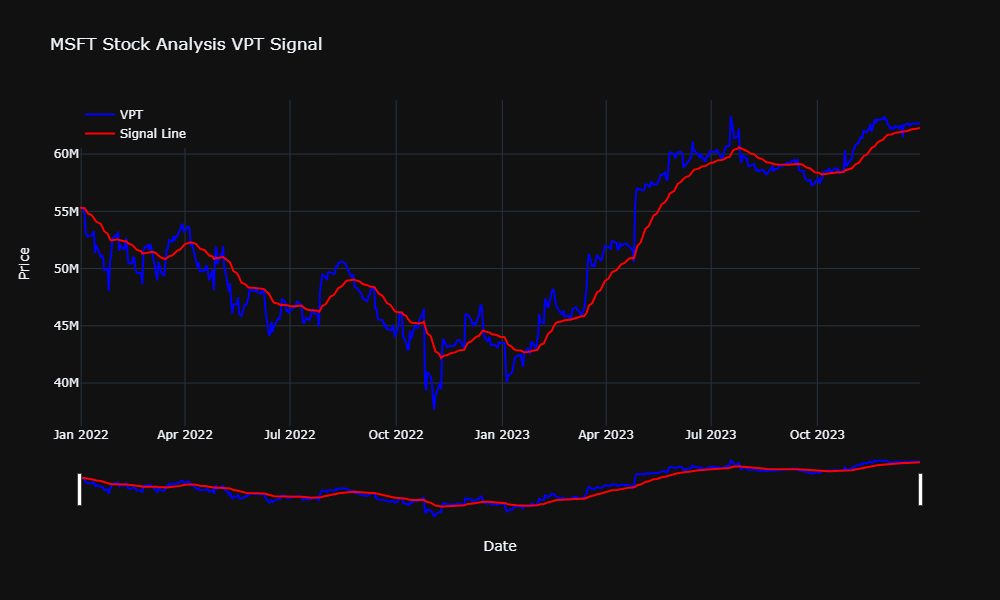 MSFT Stock Analysis VPT Signal
VPT
Signal Line
60M
55M
50M
45M
40M
Price
Jan 2022 Apr 2022 Jul 2022 Oct 2022 Jan 2023 Apr 2023 Jul 2023 Oct 2023
Date